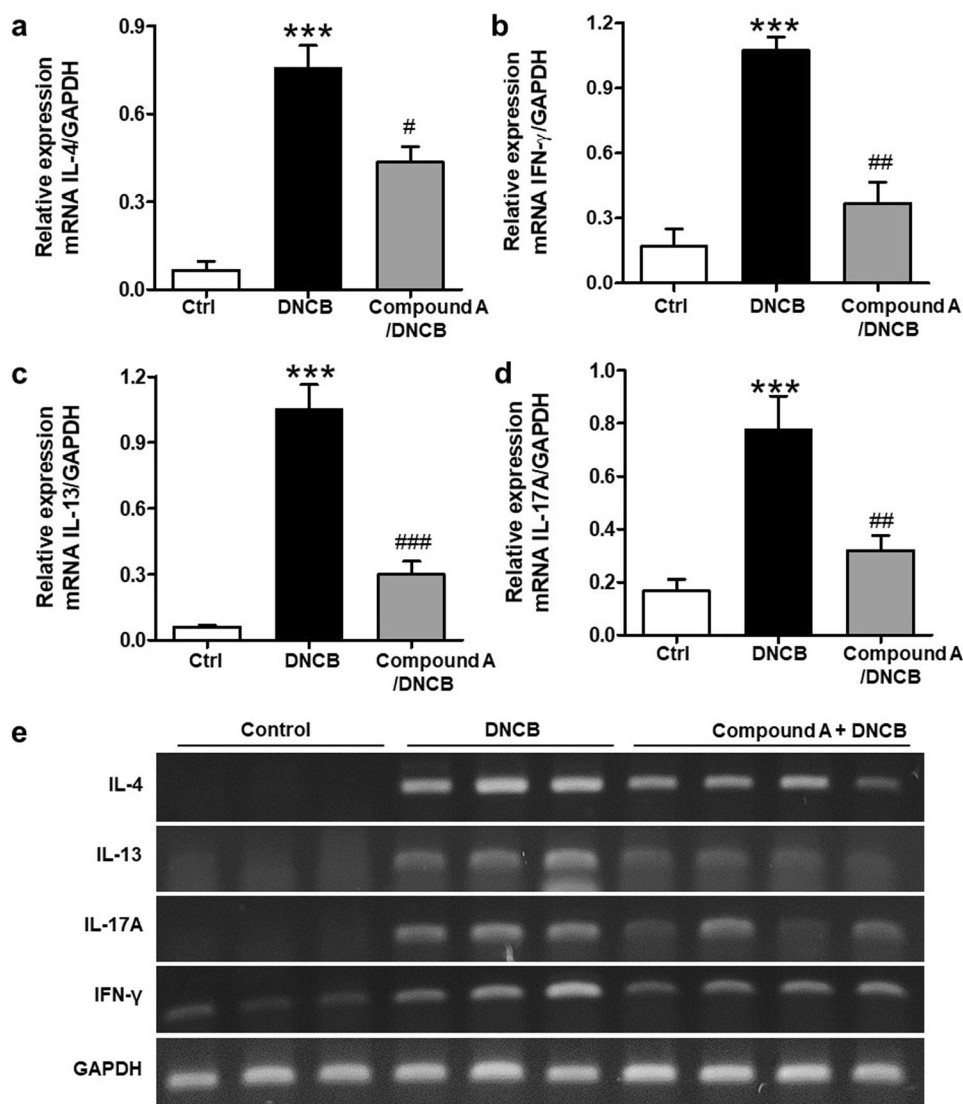 a
Relative expression
mRNA IL-4/GAPDH
0.9
0.6
0.3
0.0
***
#
Ctrl
DNCB
Compound A
/DNCB
b
Relative expression
mRNA IFN-γ/GAPDH
1.2
0.9
0.6
0.3
0.0
***
##
Ctrl
DNCB
Compound A
/DNCB
c
Relative expression
mRNA IL-13/GAPDH
1.2
0.9
0.6
0.3
0.0
***
###
Ctrl
DNCB
Compound A
/DNCB
d
Relative expression
mRNA IL-17A/GAPDH
1.0
0.8
0.6
0.4
0.2
0.0
***
##
Ctrl
DNCB
Compound A
/DNCB
e
Control
DNCB
Compound A + DNCB
IL-4
IL-13
IL-17A
IFN-γ
GAPDH